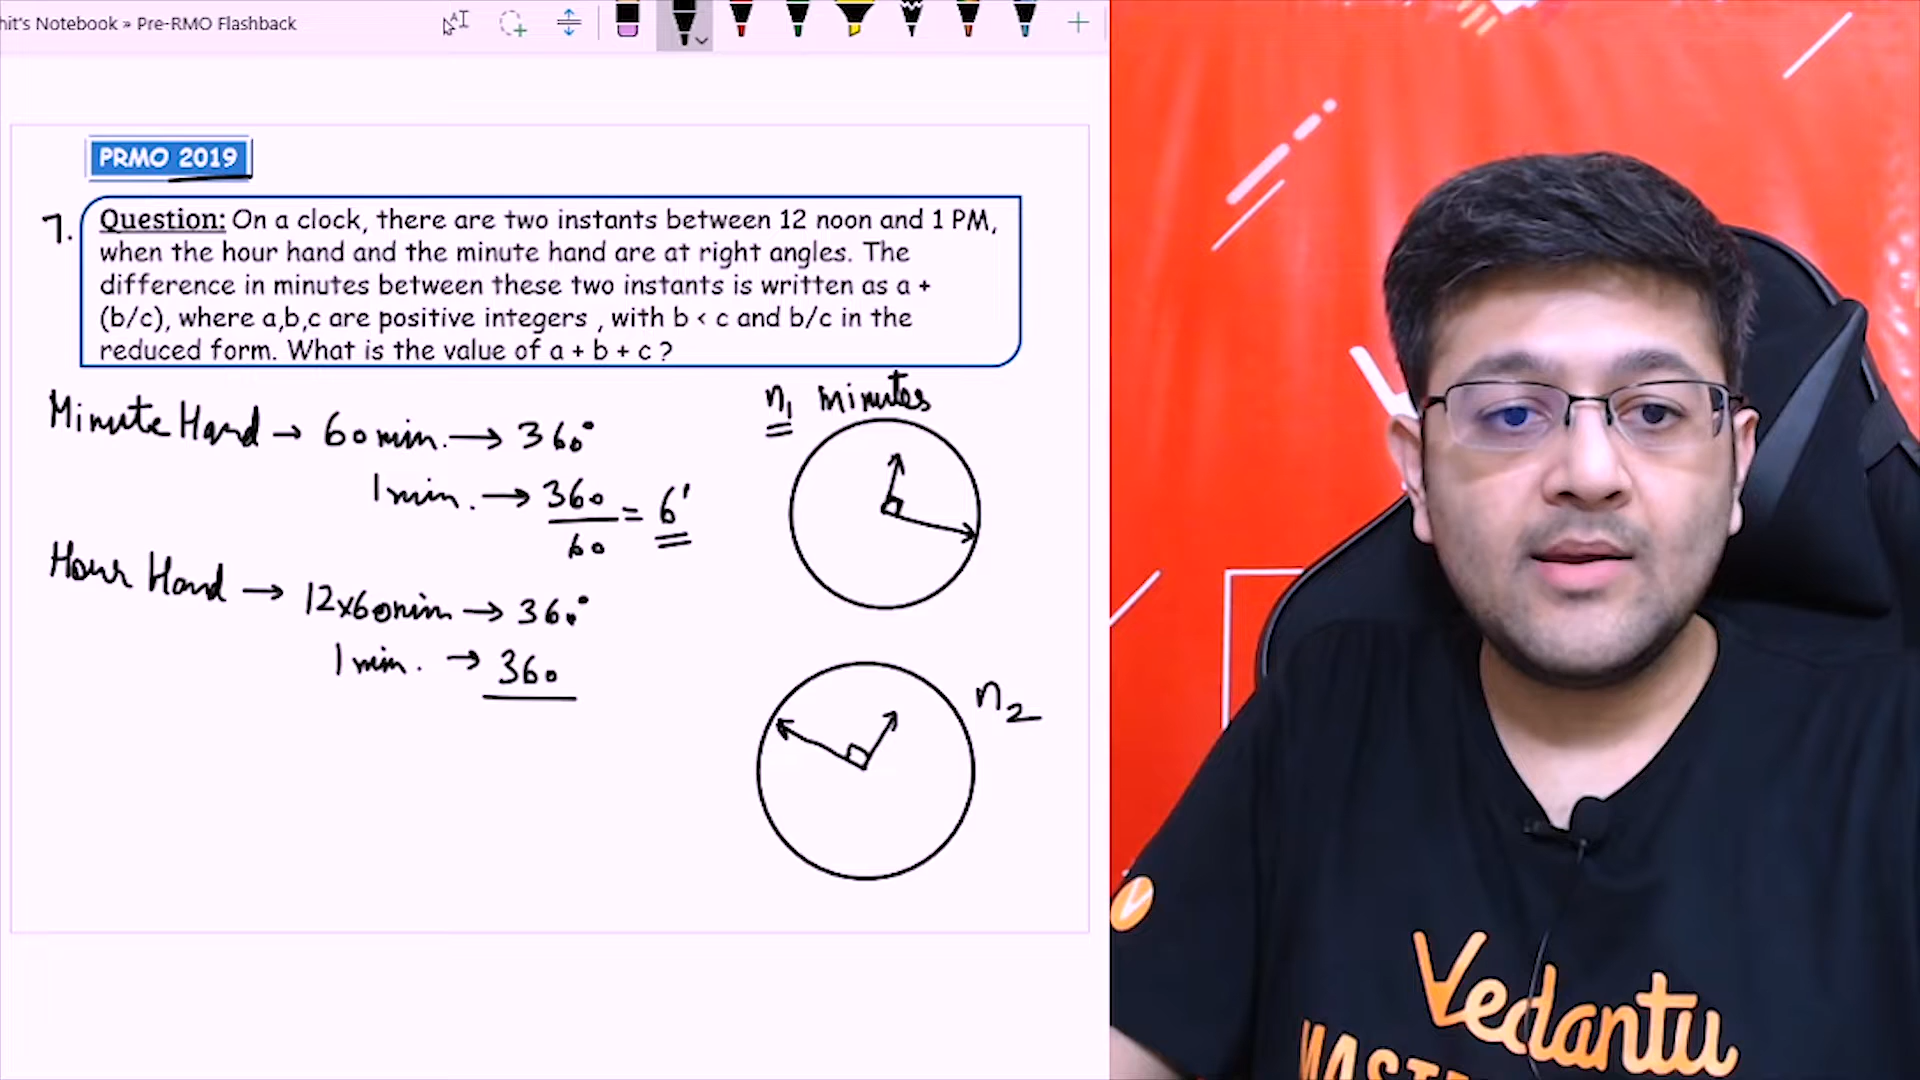 hit's Notebook » Pre-RMO Flashback
PRMO 2019
7.
Question: On a clock, there are two instants between 12 noon and 1 PM,
when the hour hand and the minute hand are at right angles. The
difference in minutes between these two instants is written as a +
(b/c), where a,b,c are positive integers , with b < c and b/c in the
reduced form. What is the value of a + b + c ?
Minute Hand → 60 min. → 360°
1 min. → 360/60 = 6'
Hour Hand → 12x60min → 360°
1 min. → 360
n₁ minutes
n₂
V
Vedantu